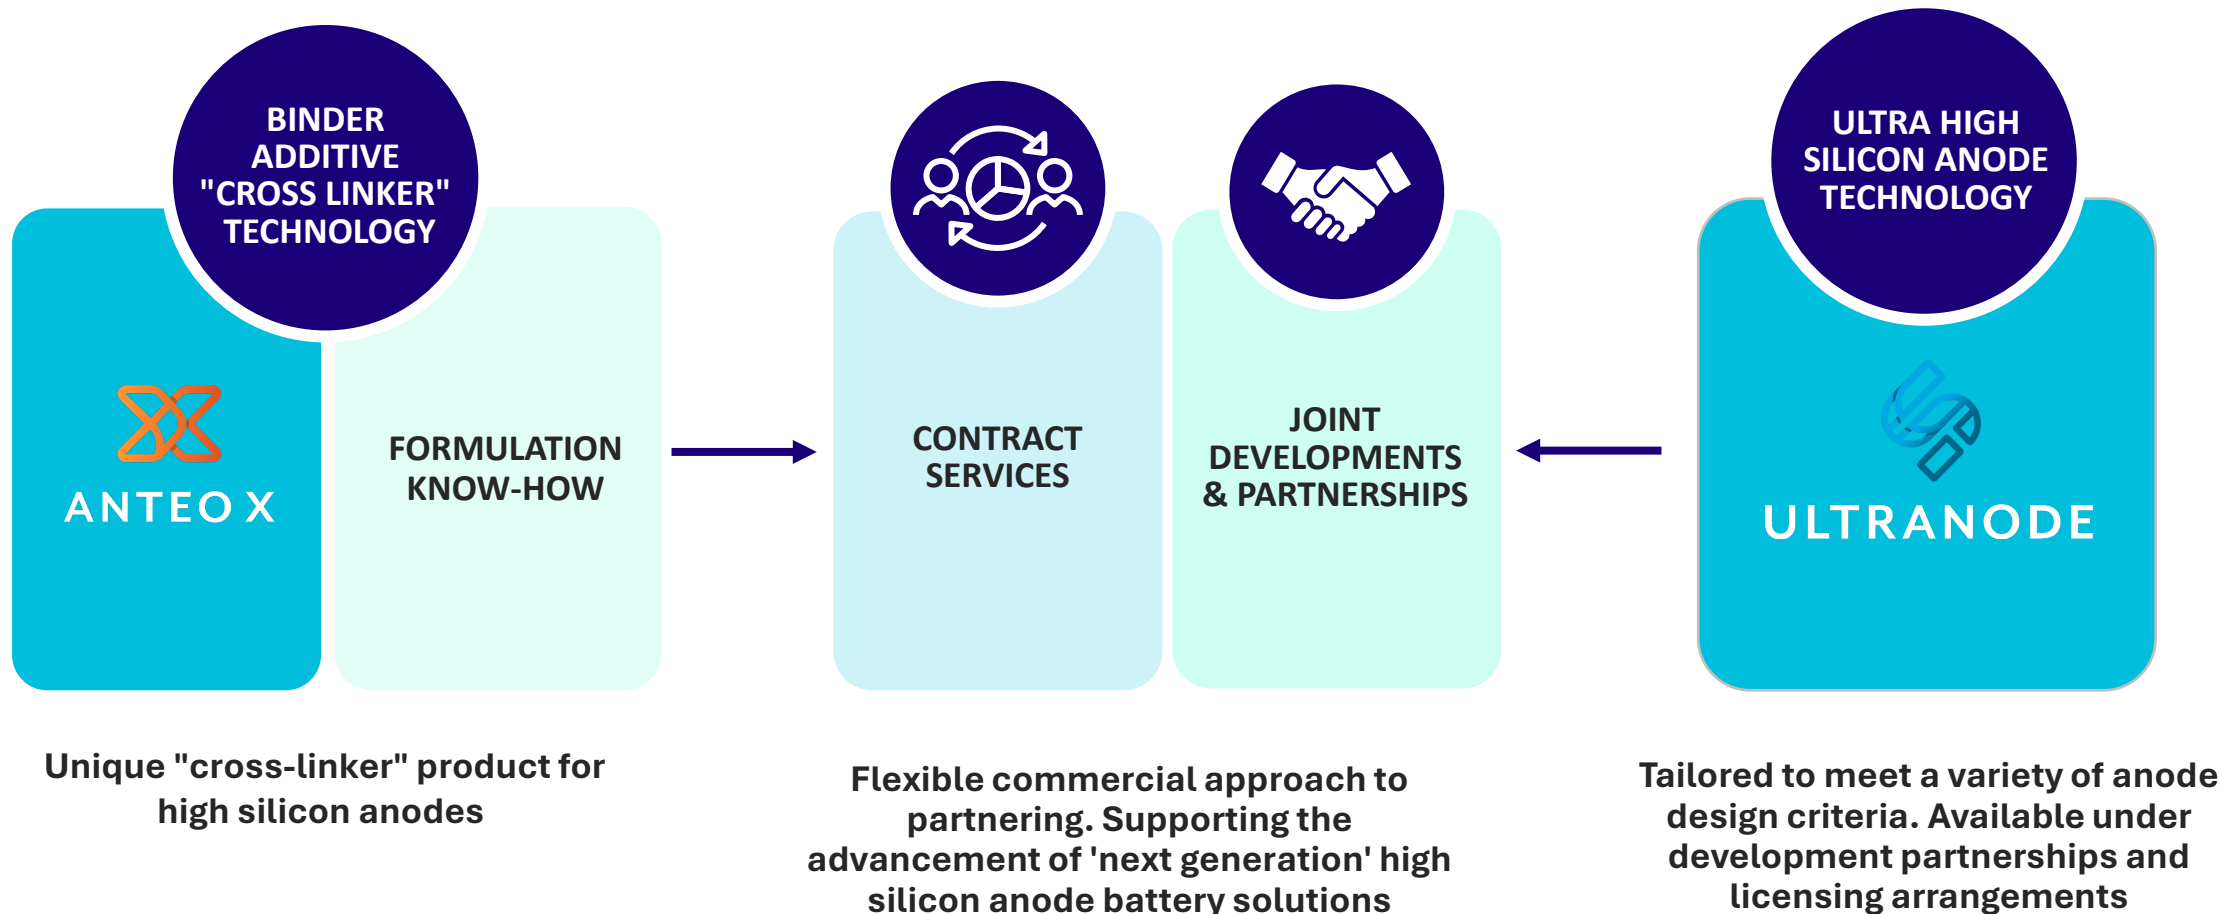 BINDER
ADDITIVE
"CROSS LINKER"
TECHNOLOGY
ANTEO X
FORMULATION
KNOW-HOW
Unique "cross-linker" product for
high silicon anodes
CONTRACT
SERVICES
JOINT
DEVELOPMENTS
& PARTNERSHIPS
Flexible commercial approach to
partnering. Supporting the
advancement of 'next generation' high
silicon anode battery solutions
ULTRA HIGH
SILICON ANODE
TECHNOLOGY
ULTRANODE
Tailored to meet a variety of anode
design criteria. Available under
development partnerships and
licensing arrangements